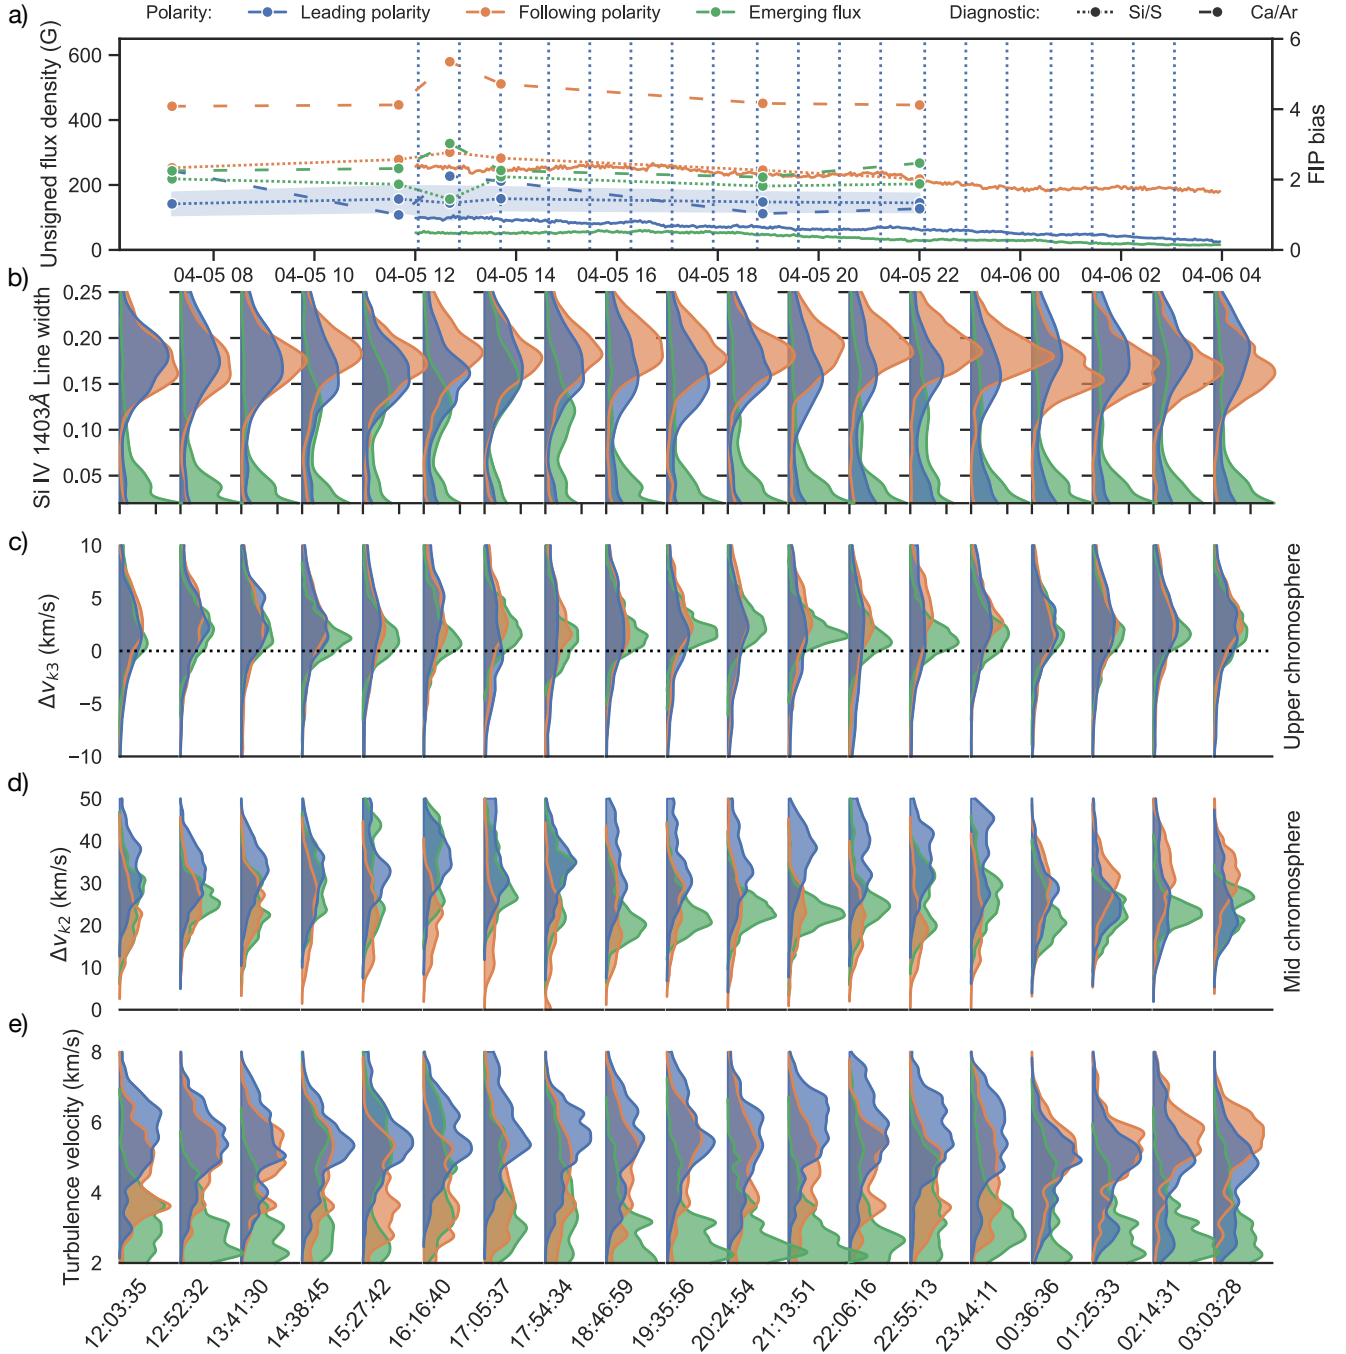 a)
Polarity: Leading polarity Following polarity Emerging flux Diagnostic: Si/S Ca/Ar
Unsigned flux density (G)
600
400
200
0
6
4
2
0
FIP bias
04-05 08 04-05 10 04-05 12 04-05 14 04-05 16 04-05 18 04-05 20 04-05 22 04-06 00 04-06 02 04-06 04
b)
Si IV 1403Å Line width
0.25
0.20
0.15
0.10
0.05
c)
Δv_k3 (km/s)
10
5
0
−5
−10
Upper chromosphere
d)
Δv_k2 (km/s)
50
40
30
20
10
0
Mid chromosphere
e)
Turbulence velocity (km/s)
8
6
4
2
12:03:35 12:52:32 13:41:30 14:38:45 15:27:42 16:16:40 17:05:37 17:54:34 18:46:59 19:35:56 20:24:54 21:13:51 22:06:16 22:55:13 23:44:11 00:36:36 01:25:33 02:14:31 03:03:28